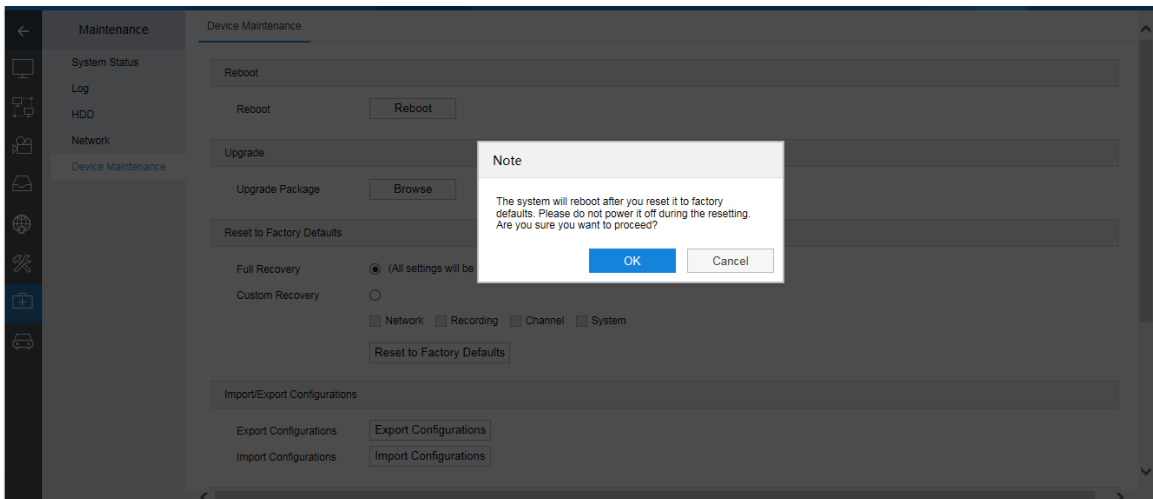 Maintenance
System Status
Log
HDD
Network
Device Maintenance
Device Maintenance
Reboot
Reboot Reboot
Upgrade
Upgrade Package Browse
Reset to Factory Defaults
Full Recovery (All settings will be
Custom Recovery
Network Recording Channel System
Reset to Factory Defaults
Import/Export Configurations
Export Configurations Export Configurations
Import Configurations Import Configurations
Note
The system will reboot after you reset it to factory
defaults. Please do not power it off during the resetting.
Are you sure you want to proceed?
OK Cancel